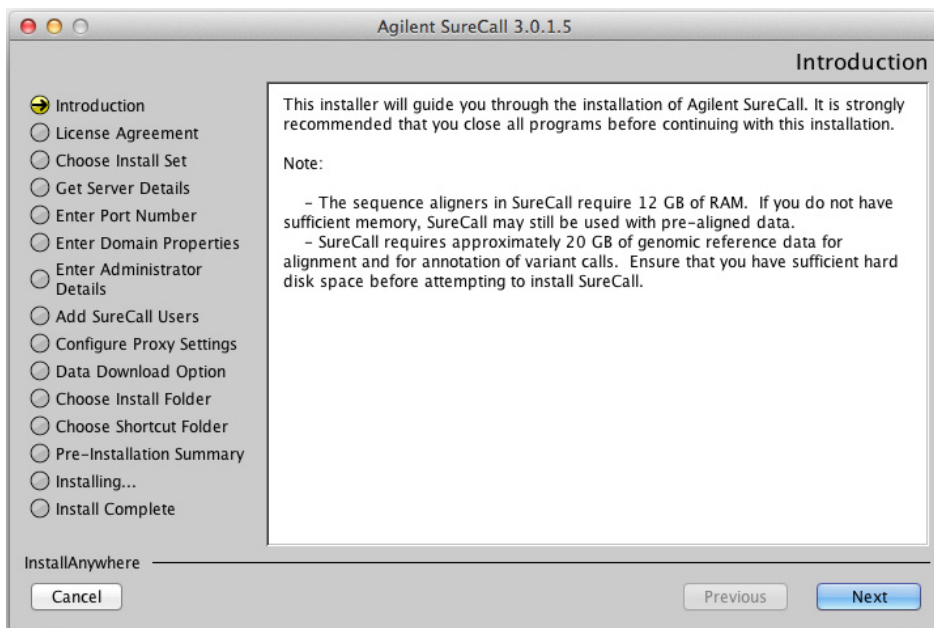 Agilent SureCall 3.0.1.5
Introduction
Introduction
License Agreement
Choose Install Set
Get Server Details
Enter Port Number
Enter Domain Properties
Enter Administrator
Details
Add SureCall Users
Configure Proxy Settings
Data Download Option
Choose Install Folder
Choose Shortcut Folder
Pre-Installation Summary
Installing...
Install Complete
This installer will guide you through the installation of Agilent SureCall. It is strongly
recommended that you close all programs before continuing with this installation.
Note:
– The sequence aligners in SureCall require 12 GB of RAM.  If you do not have
sufficient memory, SureCall may still be used with pre-aligned data.
– SureCall requires approximately 20 GB of genomic reference data for
alignment and for annotation of variant calls.  Ensure that you have sufficient hard
disk space before attempting to install SureCall.
InstallAnywhere
Cancel
Previous
Next